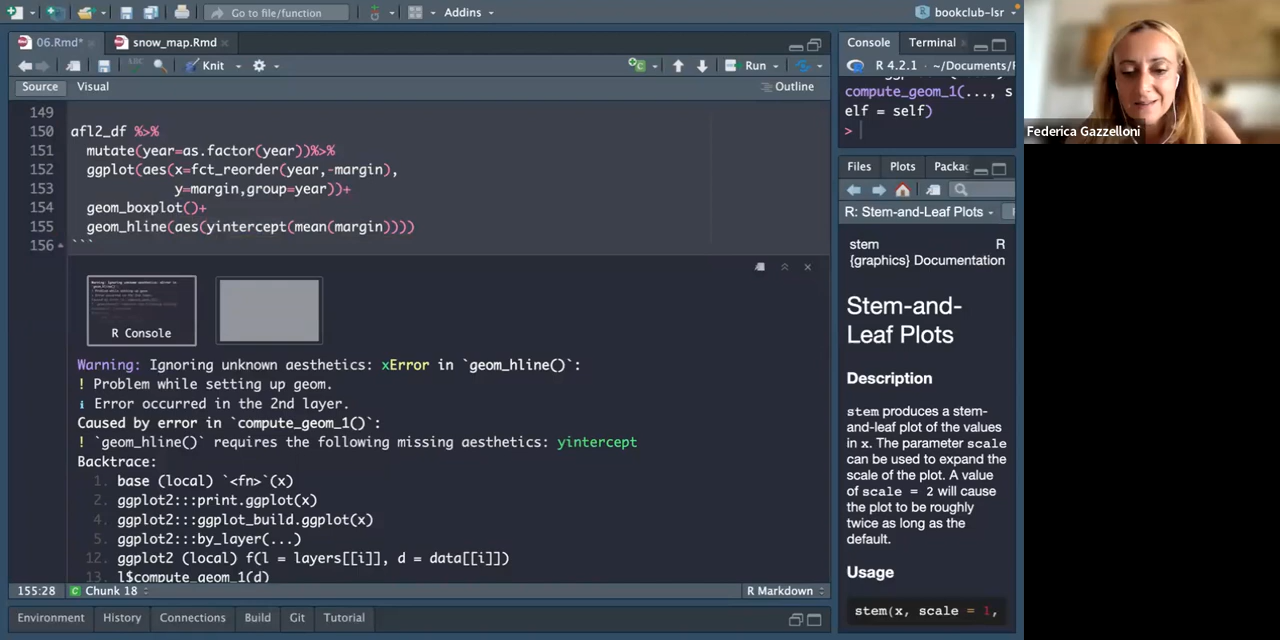 Go to file/function
Addins
bookclub-lsr
06.Rmd*
snow_map.Rmd
Console
Terminal
ABC
Knit
Run
R 4.2.1 · ~/Documents/F
Source
Visual
Outline
compute_geom_1(..., s
elf = self)
>
Federica Gazzelloni
149
150 afl2_df %>%
151 mutate(year=as.factor(year))%>%
152 ggplot(aes(x=fct_reorder(year,-margin),
153 y=margin,group=year))+
154 geom_boxplot()+
155 geom_hline(aes(yintercept(mean(margin))))
156 ```
Files
Plots
Packag
R: Stem-and-Leaf Plots
stem
R
{graphics} Documentation
Stem-and-
Leaf Plots
Description
stem produces a stem-
and-leaf plot of the values
in x. The parameter scale
can be used to expand the
scale of the plot. A value
of scale = 2 will cause
the plot to be roughly
twice as long as the
default.
Usage
stem(x, scale = 1,
R Console
Warning: Ignoring unknown aesthetics: xError in `geom_hline()`:
! Problem while setting up geom.
i Error occurred in the 2nd layer.
Caused by error in `compute_geom_1()`:
! `geom_hline()` requires the following missing aesthetics: yintercept
Backtrace:
1. base (local) `<fn>`(x)
2. ggplot2:::print.ggplot(x)
4. ggplot2:::ggplot_build.ggplot(x)
5. ggplot2:::by_layer(...)
12. ggplot2 (local) f(l = layers[[i]], d = data[[i]])
13. l$compute_geom_1(d)
155:28
Chunk 18
R Markdown
Environment
History
Connections
Build
Git
Tutorial